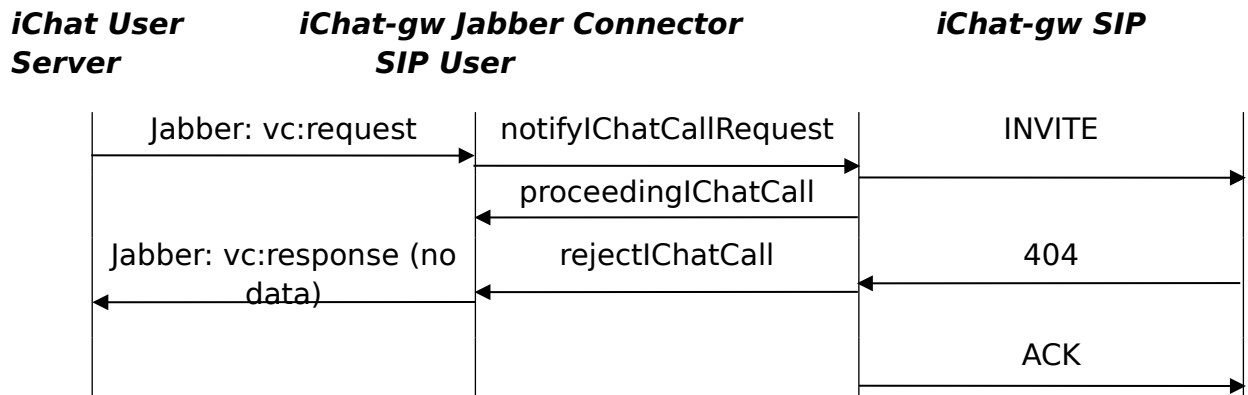 iChat User iChat-gw Jabber Connector iChat-gw SIP
Server SIP User
Jabber: vc:request notifyIChatCallRequest INVITE
proceedingIChatCall
Jabber: vc:response (no rejectIChatCall 404
data)
ACK